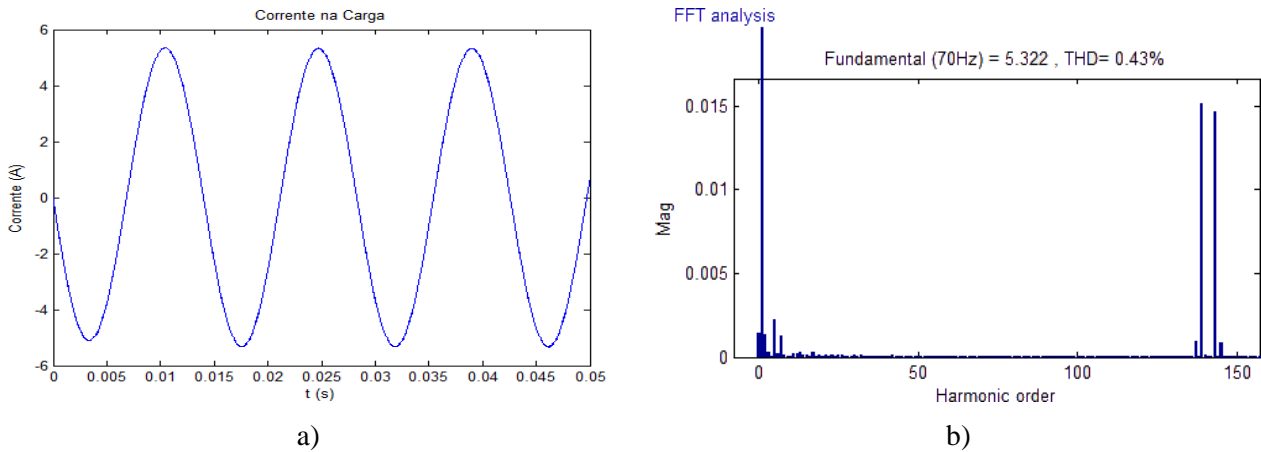 Corrente na Carga
Corrente (A)
6
4
2
0
-2
-4
-6
0 0.005 0.01 0.015 0.02 0.025 0.03 0.035 0.04 0.045 0.05
t (s)
a)
FFT analysis
Fundamental (70Hz) = 5.322 , THD= 0.43%
Mag
0.015
0.01
0.005
0
0 50 100 150
Harmonic order
b)